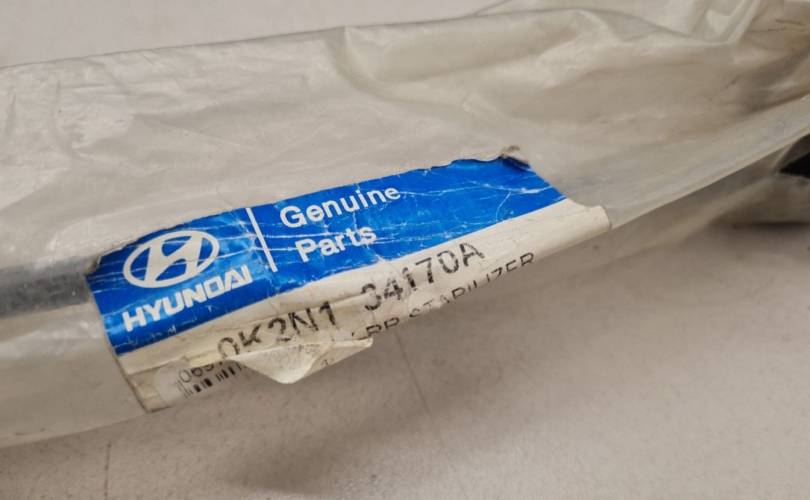 HYUNDAI
Genuine
Parts
0K2N1 34170A
STABILIZER